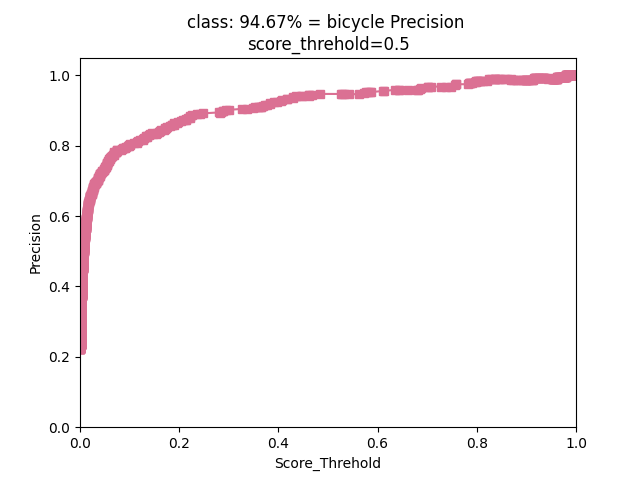 class: 94.67% = bicycle Precision
score_threhold=0.5
1.0
0.8
0.6
0.4
0.2
0.0
Precision
0.0 0.2 0.4 0.6 0.8 1.0
Score_Threhold